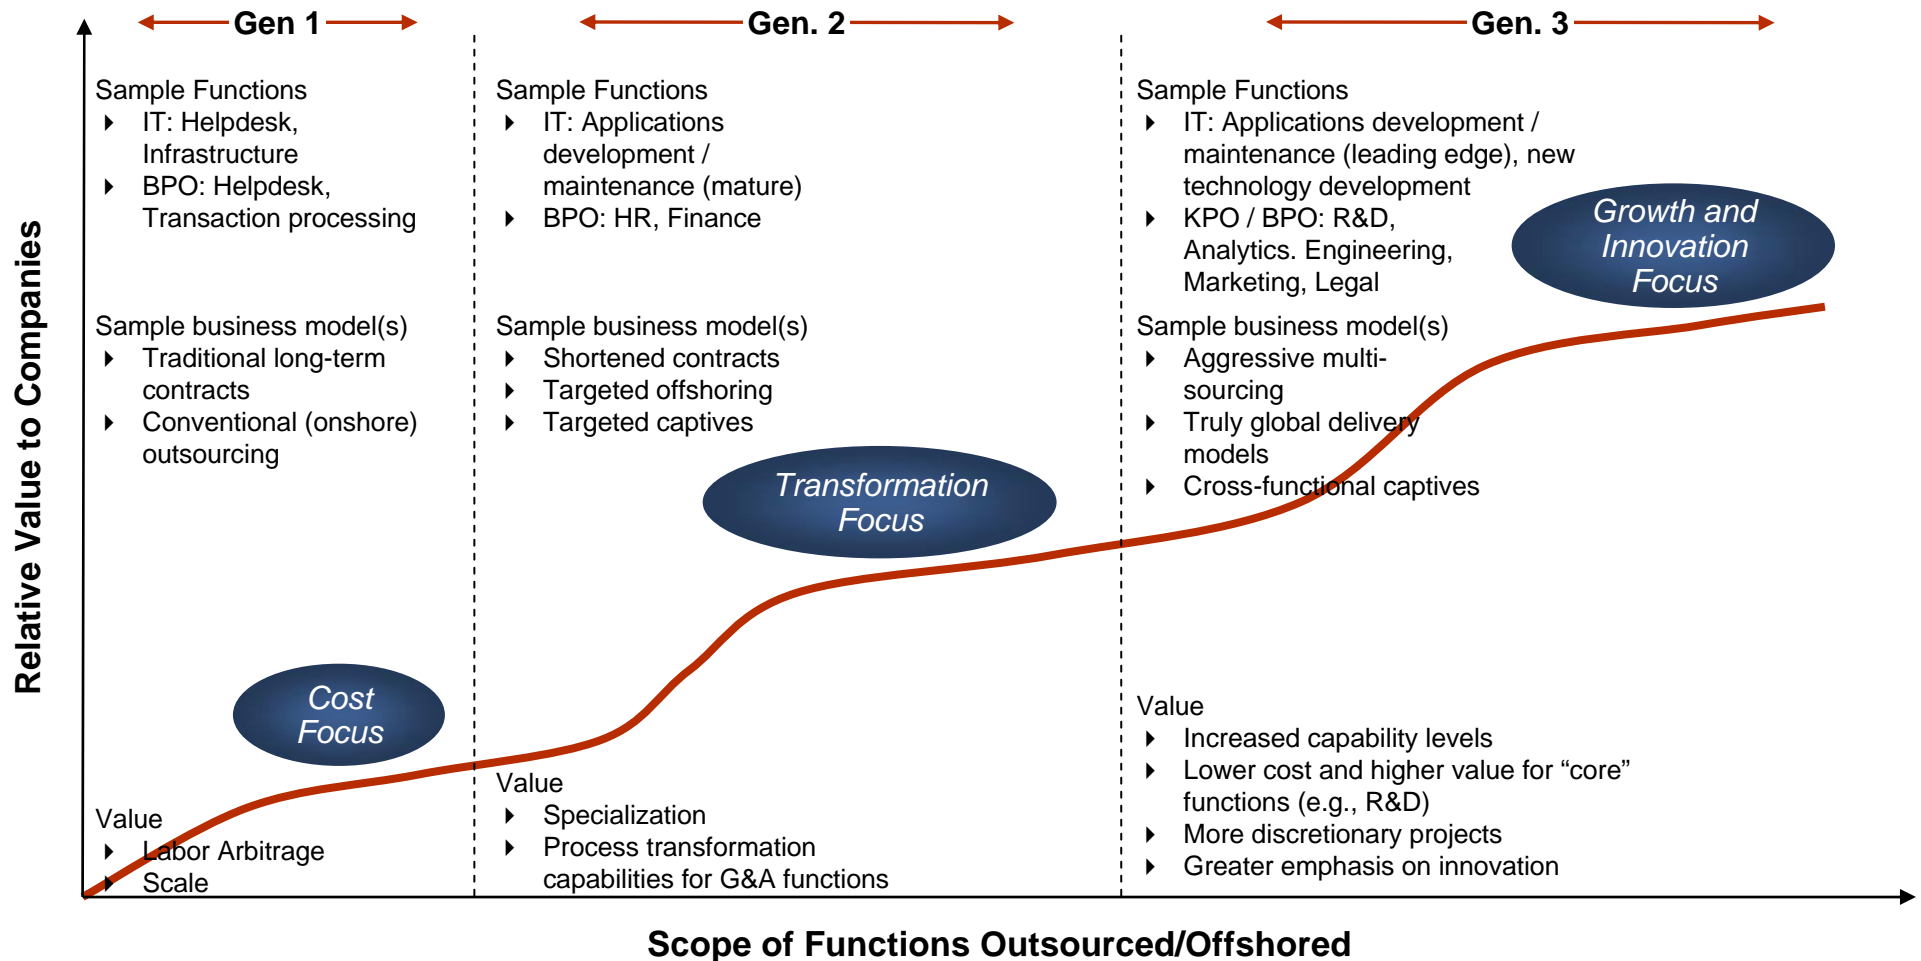 Gen 1
Gen. 2
Gen. 3
Relative Value to Companies
Sample Functions
IT: Helpdesk,
Infrastructure
BPO: Helpdesk,
Transaction processing
Sample business model(s)
Traditional long-term
contracts
Conventional (onshore)
outsourcing
Cost
Focus
Value
Labor Arbitrage
Scale
Sample Functions
IT: Applications
development /
maintenance (mature)
BPO: HR, Finance
Sample business model(s)
Shortened contracts
Targeted offshoring
Targeted captives
Transformation
Focus
Value
Specialization
Process transformation
capabilities for G&A functions
Sample Functions
IT: Applications development /
maintenance (leading edge), new
technology development
KPO / BPO: R&D,
Analytics. Engineering,
Marketing, Legal
Growth and
Innovation
Focus
Sample business model(s)
Aggressive multi-
sourcing
Truly global delivery
models
Cross-functional captives
Value
Increased capability levels
Lower cost and higher value for “core”
functions (e.g., R&D)
More discretionary projects
Greater emphasis on innovation
Scope of Functions Outsourced/Offshored